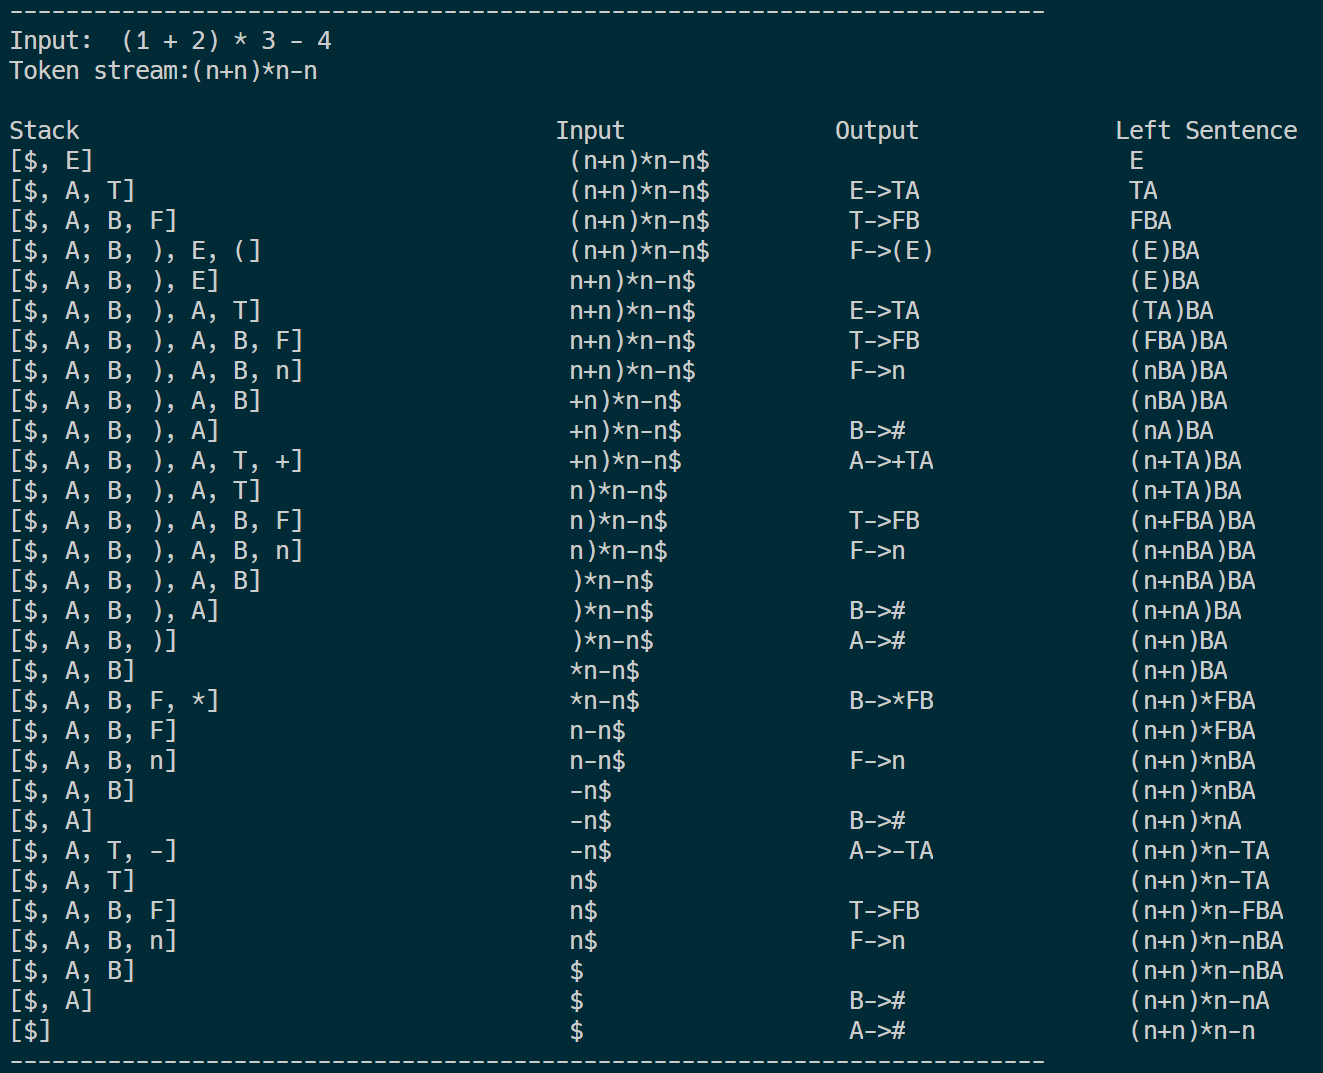 --------------------------------------------------------------------------
Input:  (1 + 2) * 3 - 4
Token stream:(n+n)*n-n
Stack                                  Input               Output              Left Sentence
[$, E]                                  (n+n)*n-n$                              E
[$, A, T]                               (n+n)*n-n$          E->TA               TA
[$, A, B, F]                            (n+n)*n-n$          T->FB               FBA
[$, A, B, ), E, (]                      (n+n)*n-n$          F->(E)              (E)BA
[$, A, B, ), E]                         n+n)*n-n$                               (E)BA
[$, A, B, ), A, T]                      n+n)*n-n$           E->TA               (TA)BA
[$, A, B, ), A, B, F]                   n+n)*n-n$           T->FB               (FBA)BA
[$, A, B, ), A, B, n]                   n+n)*n-n$           F->n                (nBA)BA
[$, A, B, ), A, B]                      +n)*n-n$                                (nBA)BA
[$, A, B, ), A]                         +n)*n-n$            B->#                (nA)BA
[$, A, B, ), A, T, +]                   +n)*n-n$            A->+TA              (n+TA)BA
[$, A, B, ), A, T]                      n)*n-n$                                 (n+TA)BA
[$, A, B, ), A, B, F]                   n)*n-n$             T->FB               (n+FBA)BA
[$, A, B, ), A, B, n]                   n)*n-n$             F->n                (n+nBA)BA
[$, A, B, ), A, B]                      )*n-n$                                  (n+nBA)BA
[$, A, B, ), A]                         )*n-n$              B->#                (n+nA)BA
[$, A, B, )]                            )*n-n$              A->#                (n+n)BA
[$, A, B]                               *n-n$                                   (n+n)BA
[$, A, B, F, *]                         *n-n$               B->*FB              (n+n)*FBA
[$, A, B, F]                            n-n$                                    (n+n)*FBA
[$, A, B, n]                            n-n$                F->n                (n+n)*nBA
[$, A, B]                               -n$                                     (n+n)*nBA
[$, A]                                  -n$                 B->#                (n+n)*nA
[$, A, T, -]                            -n$                 A->-TA              (n+n)*n-TA
[$, A, T]                               n$                                      (n+n)*n-TA
[$, A, B, F]                            n$                  T->FB               (n+n)*n-FBA
[$, A, B, n]                            n$                  F->n                (n+n)*n-nBA
[$, A, B]                               $                                       (n+n)*n-nBA
[$, A]                                  $                   B->#                (n+n)*n-nA
[$]                                     $                   A->#                (n+n)*n-n
--------------------------------------------------------------------------